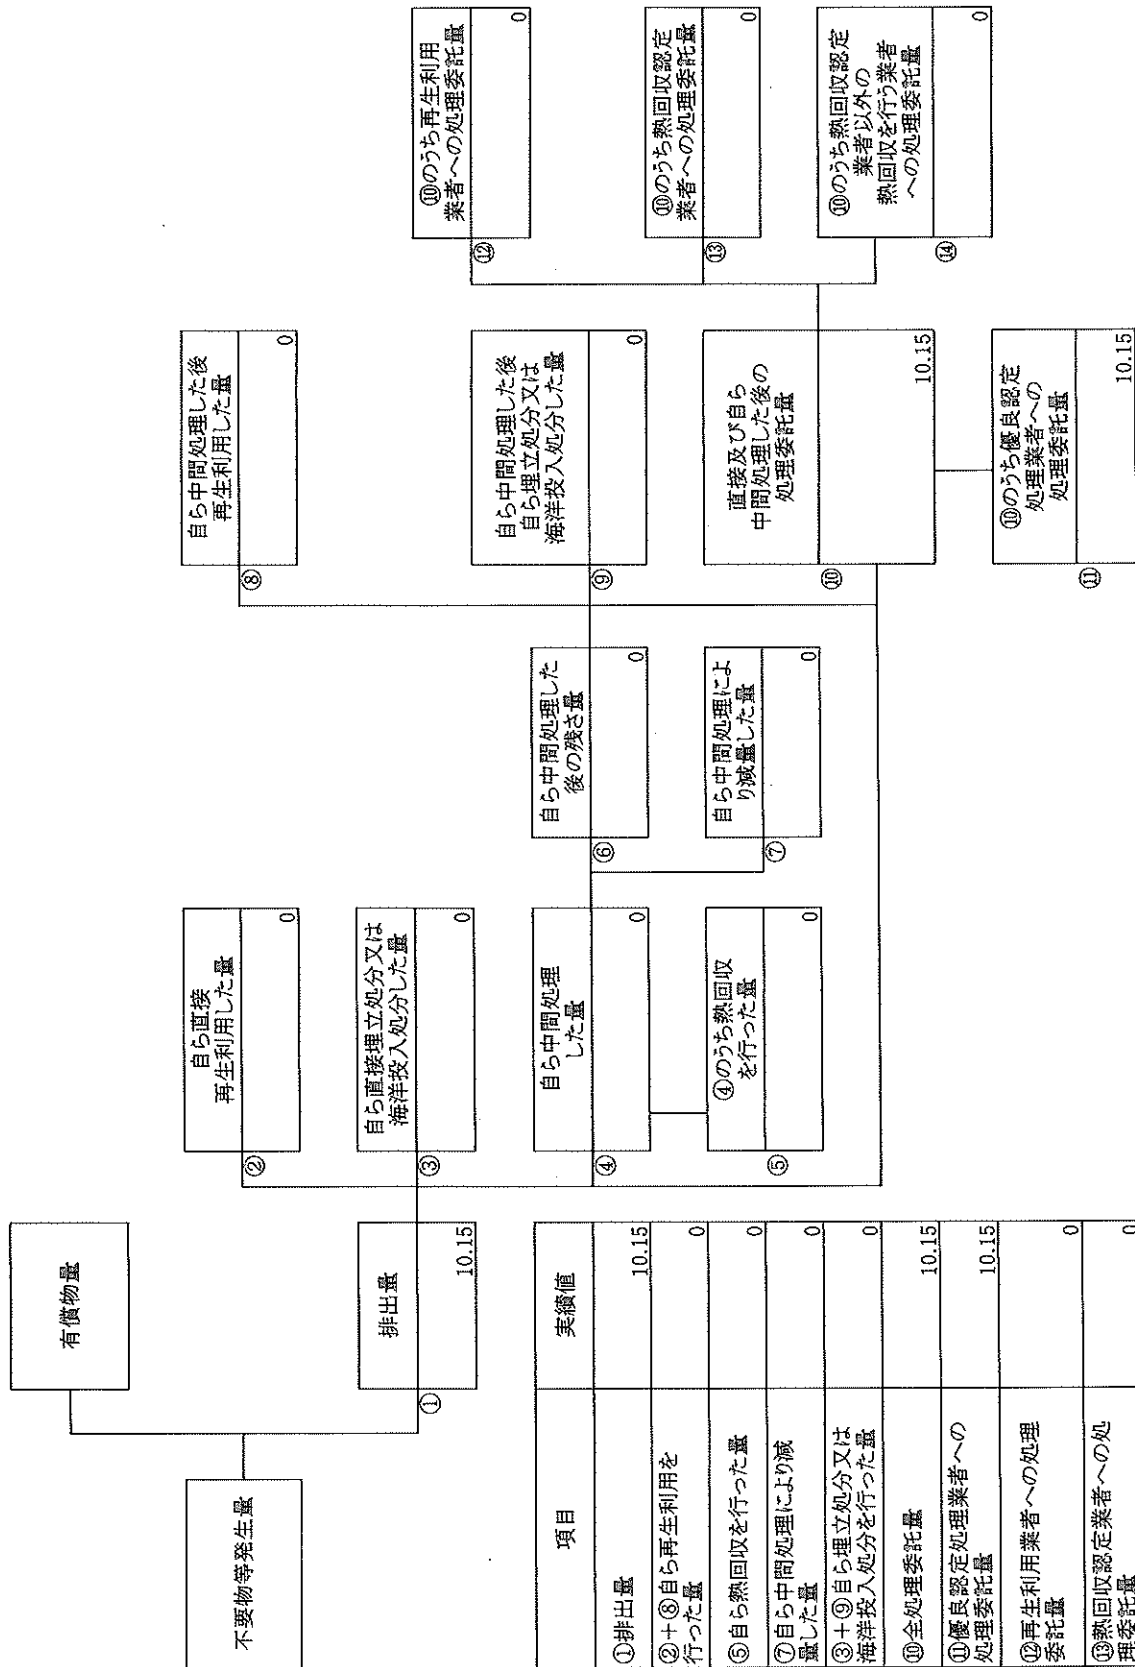 不要物等発生量
有償物量
排出量
①
10.15
自ら直接
再生利用した量
②
0
自ら直接埋立処分又は
海洋投入処分した量
③
0
自ら中間処理
した量
④
0
④のうち熱回収
を行った量
⑤
0
自ら中間処理した
後の残さ量
⑥
0
自ら中間処理によ
り減量した量
⑦
0
自ら中間処理した後
再生利用した量
⑧
0
自ら中間処理した後
自ら埋立処分又は
海洋投入処分した量
⑨
0
直接及び自ら
中間処理した後の
処理委託量
⑩
10.15
⑩のうち優良認定
処理業者への
処理委託量
⑪
10.15
⑩のうち再生利用
業者への処理委託量
⑫
0
⑩のうち熱回収認定
業者への処理委託量
⑬
0
⑩のうち熱回収認定
業者以外の
熱回収を行う業者
への処理委託量
⑭
0
項目 実績値
①排出量 10.15
②+⑧自ら再生利用を
行った量 0
⑤自ら熱回収を行った量 0
⑦自ら中間処理により減
量した量 0
③+⑨自ら埋立処分又は
海洋投入処分を行った量 0
⑩全処理委託量 10.15
⑪優良認定処理業者への
処理委託量 10.15
⑫再生利用業者への処理
委託量 0
⑬熱回収認定業者への処
理委託量 0